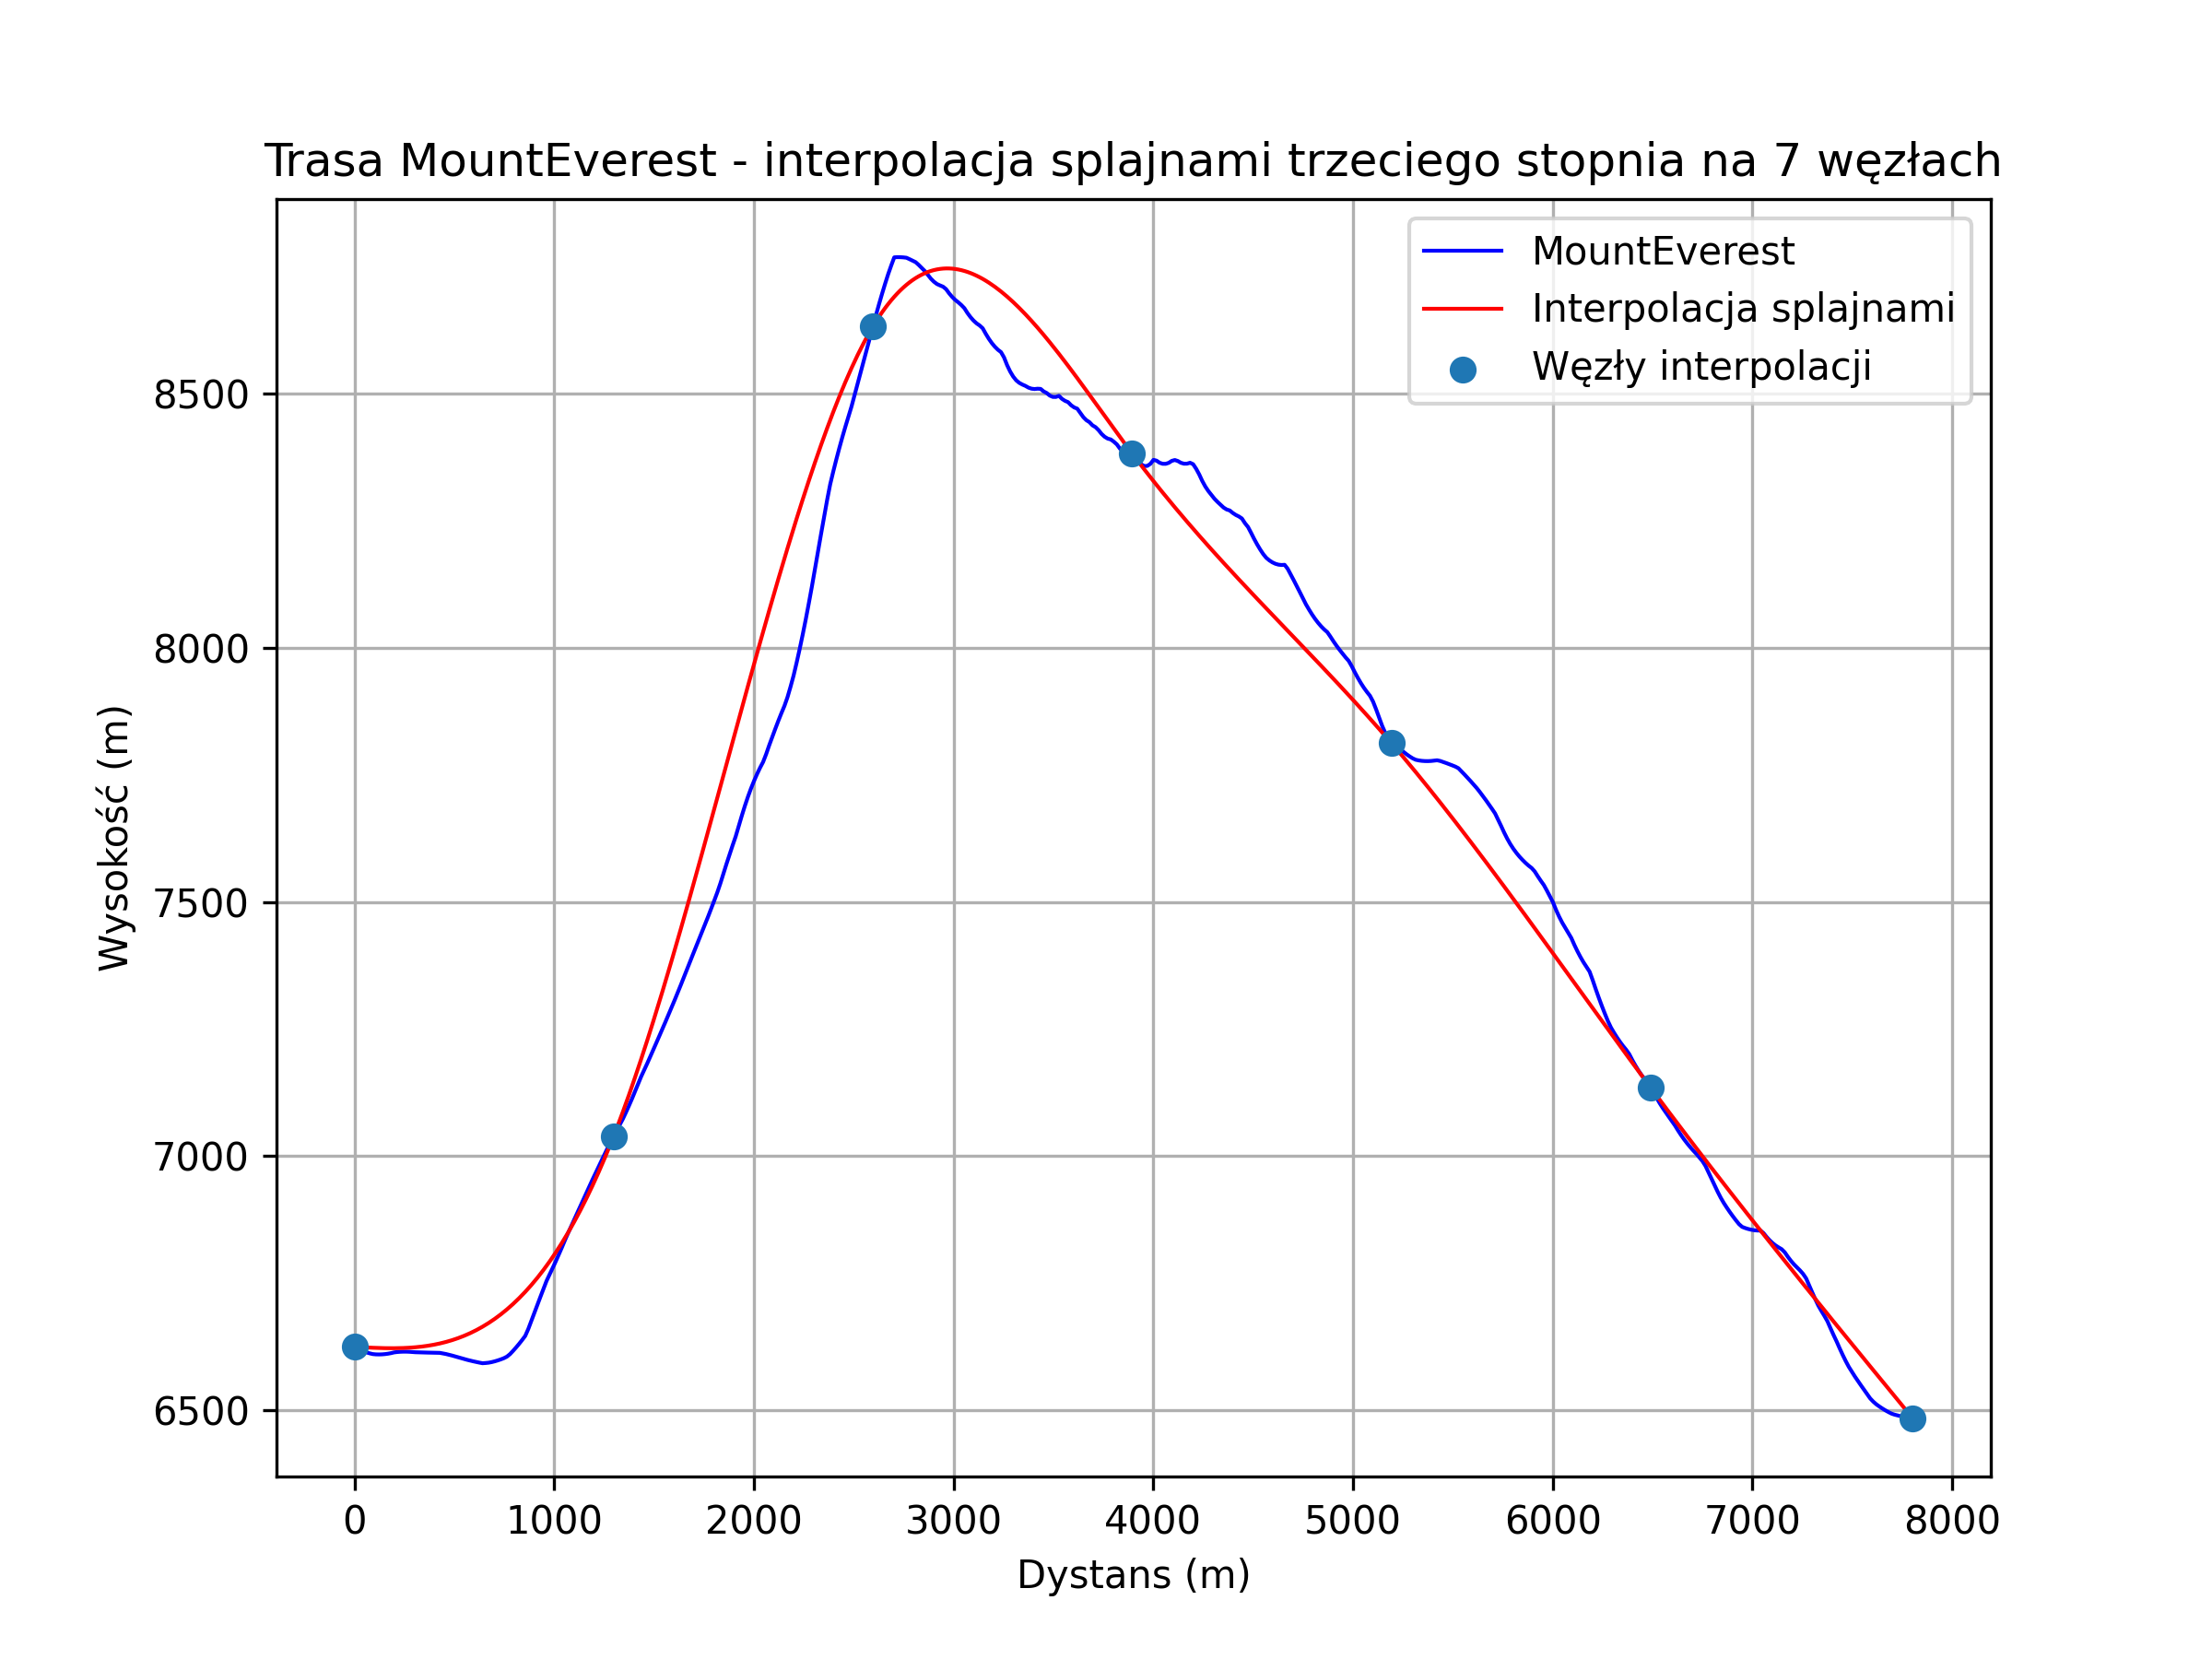 Trasa MountEverest - interpolacja splajnami trzeciego stopnia na 7 węzłach
MountEverest
Interpolacja splajnami
Węzły interpolacji
8500
8000
7500
7000
6500
Wysokość (m)
0 1000 2000 3000 4000 5000 6000 7000 8000
Dystans (m)